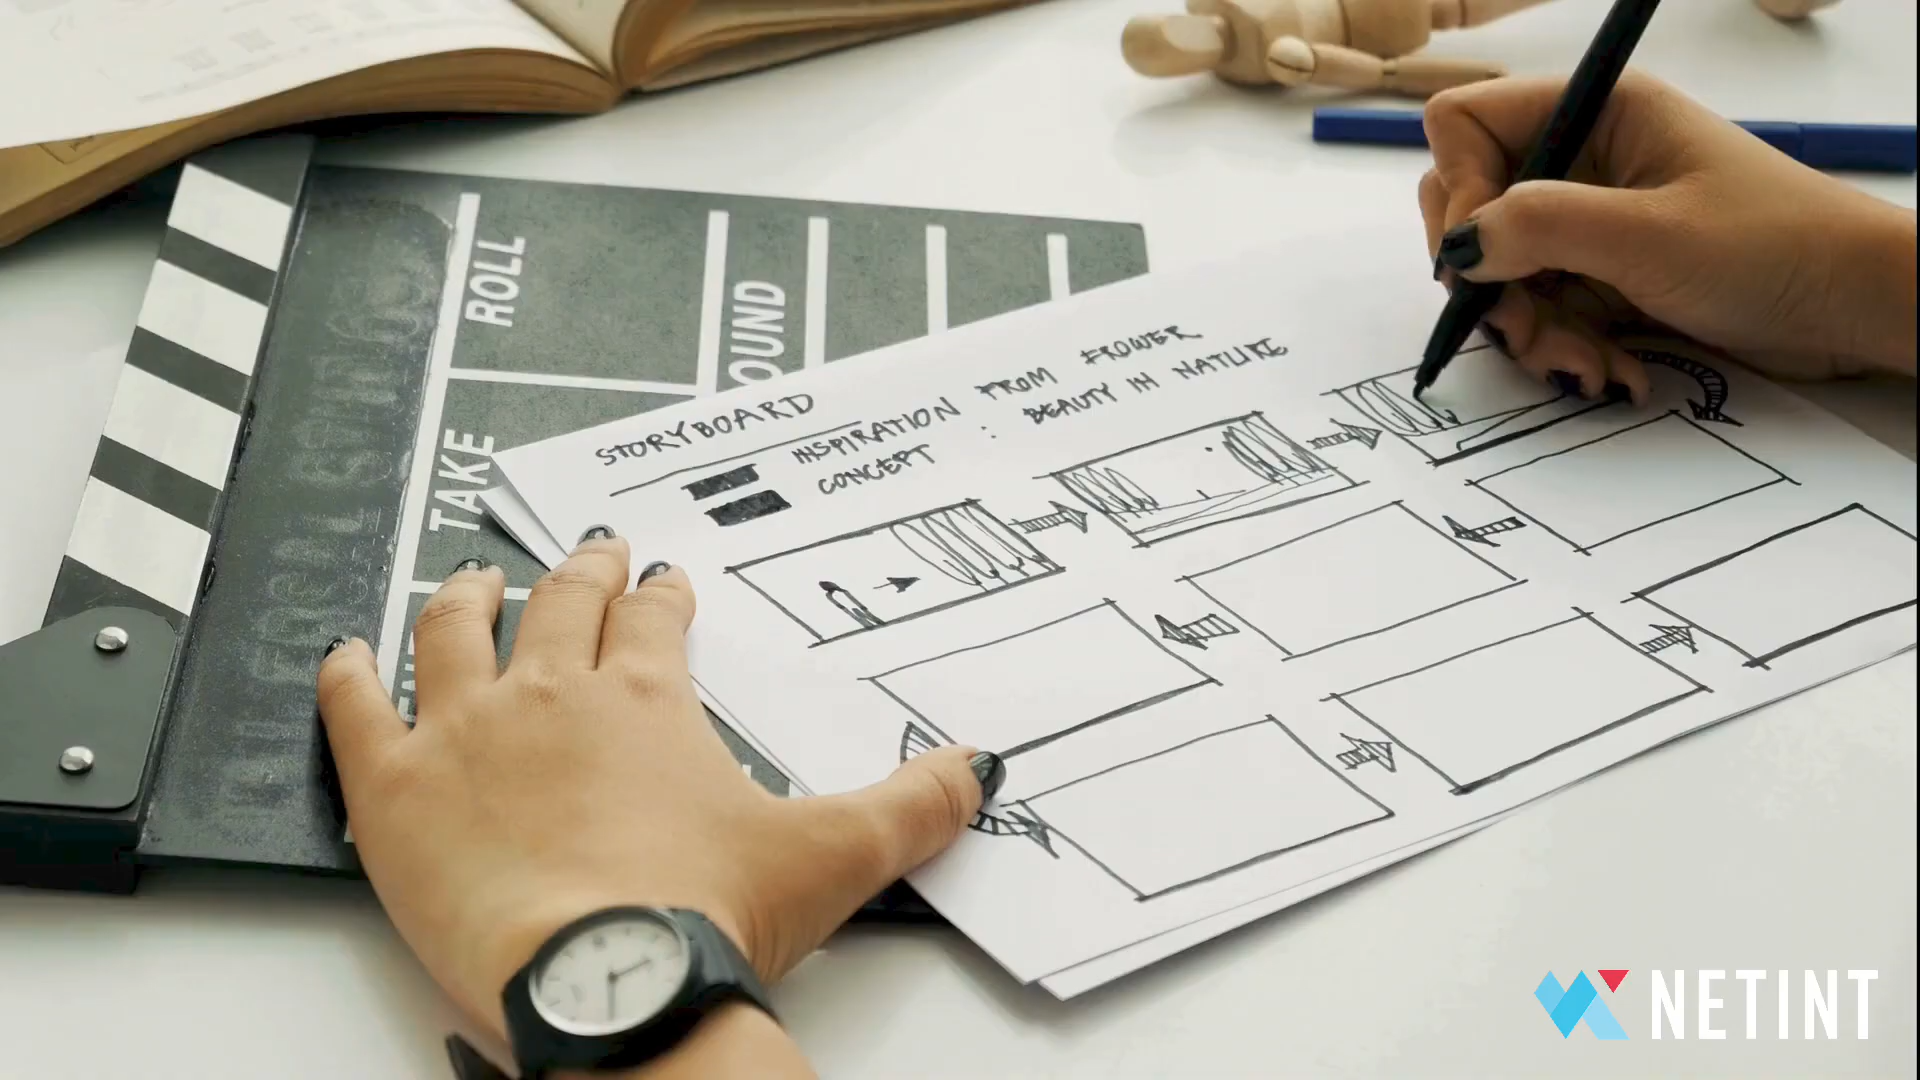 ROLL
OUND
TAKE
STORYBOARD
INSPIRATION FROM FROWER
CONCEPT : BEAUTY IN NATURE
NETINT